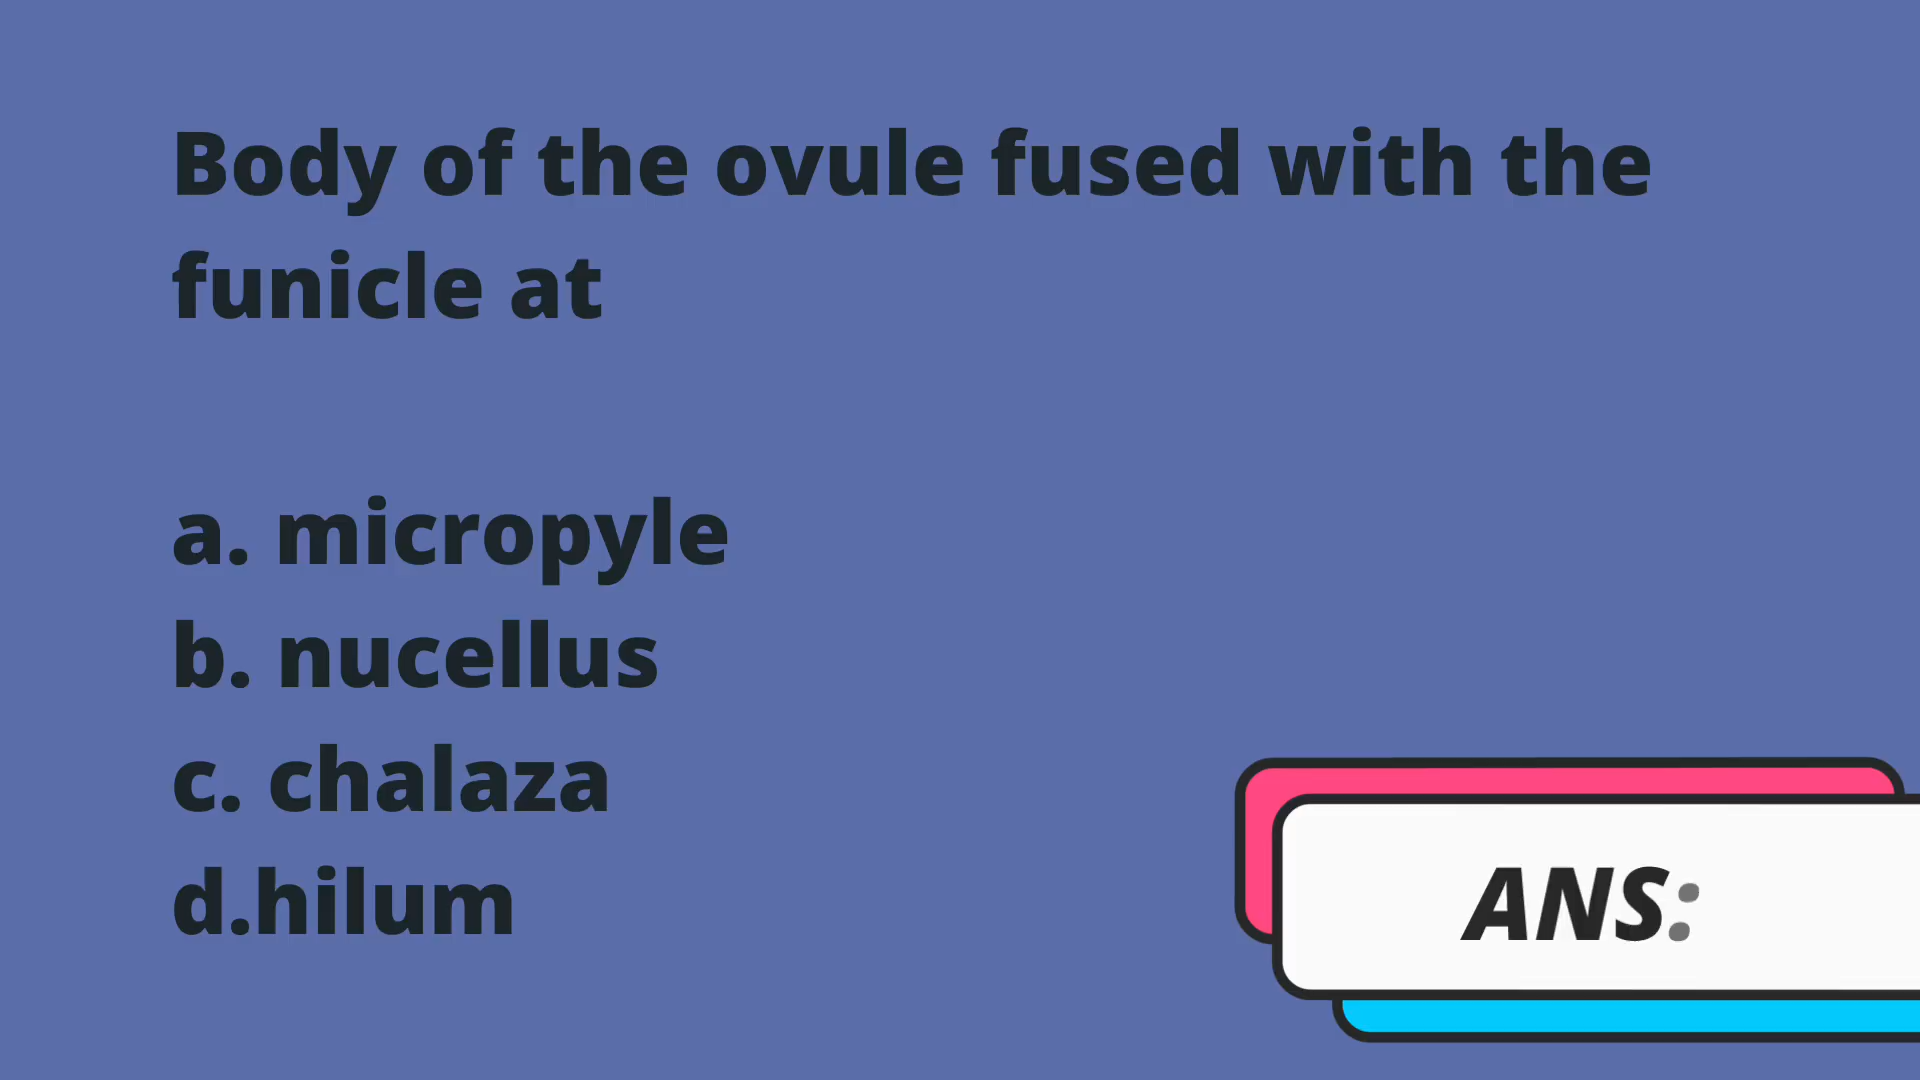 Body of the ovule fused with the
funicle at
a. micropyle
b. nucellus
c. chalaza
d.hilum
ANS: